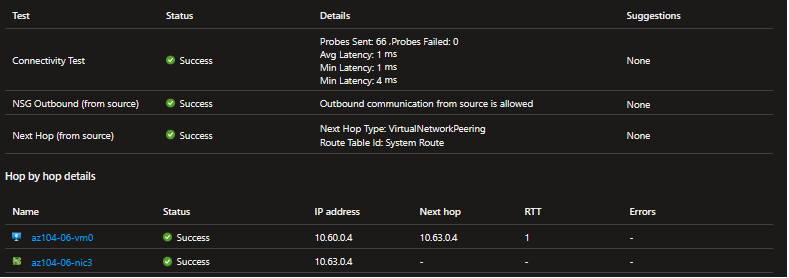 Test Status Details Suggestions
Connectivity Test Success Probes Sent: 66 ,Probes Failed: 0
Avg Latency: 1 ms
Min Latency: 1 ms
Min Latency: 4 ms None
NSG Outbound (from source) Success Outbound communication from source is allowed None
Next Hop (from source) Success Next Hop Type: VirtualNetworkPeering
Route Table Id: System Route None
Hop by hop details
Name Status IP address Next hop RTT Errors
az104-06-vm0 Success 10.60.0.4 10.63.0.4 1 -
az104-06-nic3 Success 10.63.0.4 - - -